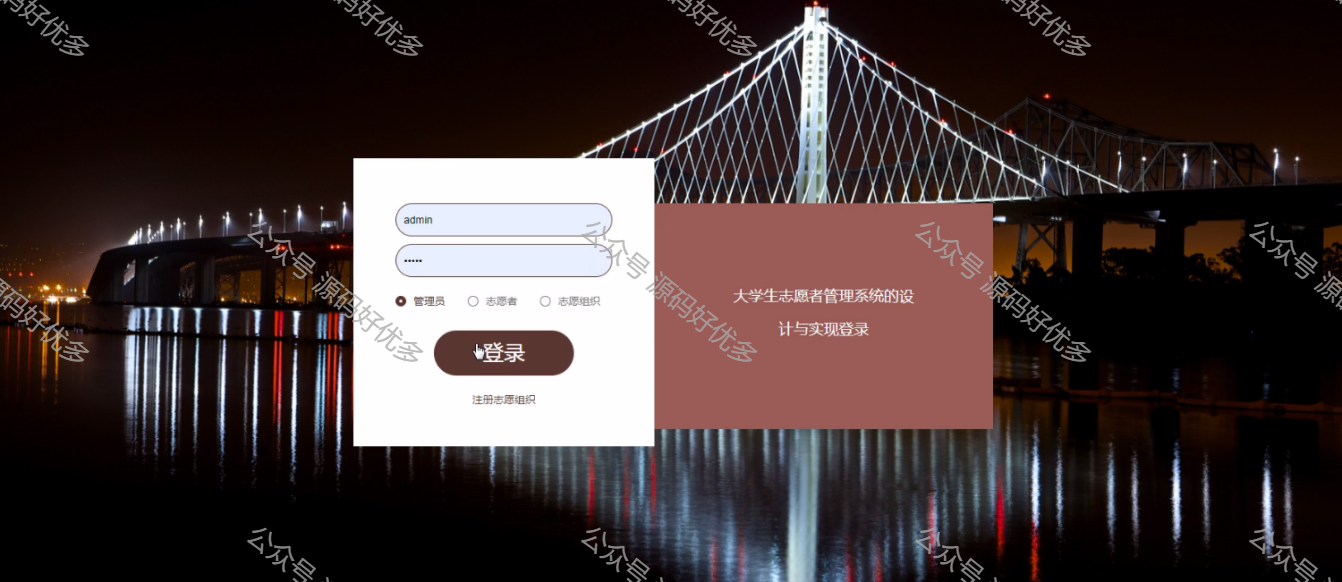 admin
•••••
管理员 志愿者 志愿组织
登录
注册志愿组织
大学生志愿者管理系统的设
计与实现登录
公众号 源码好优多